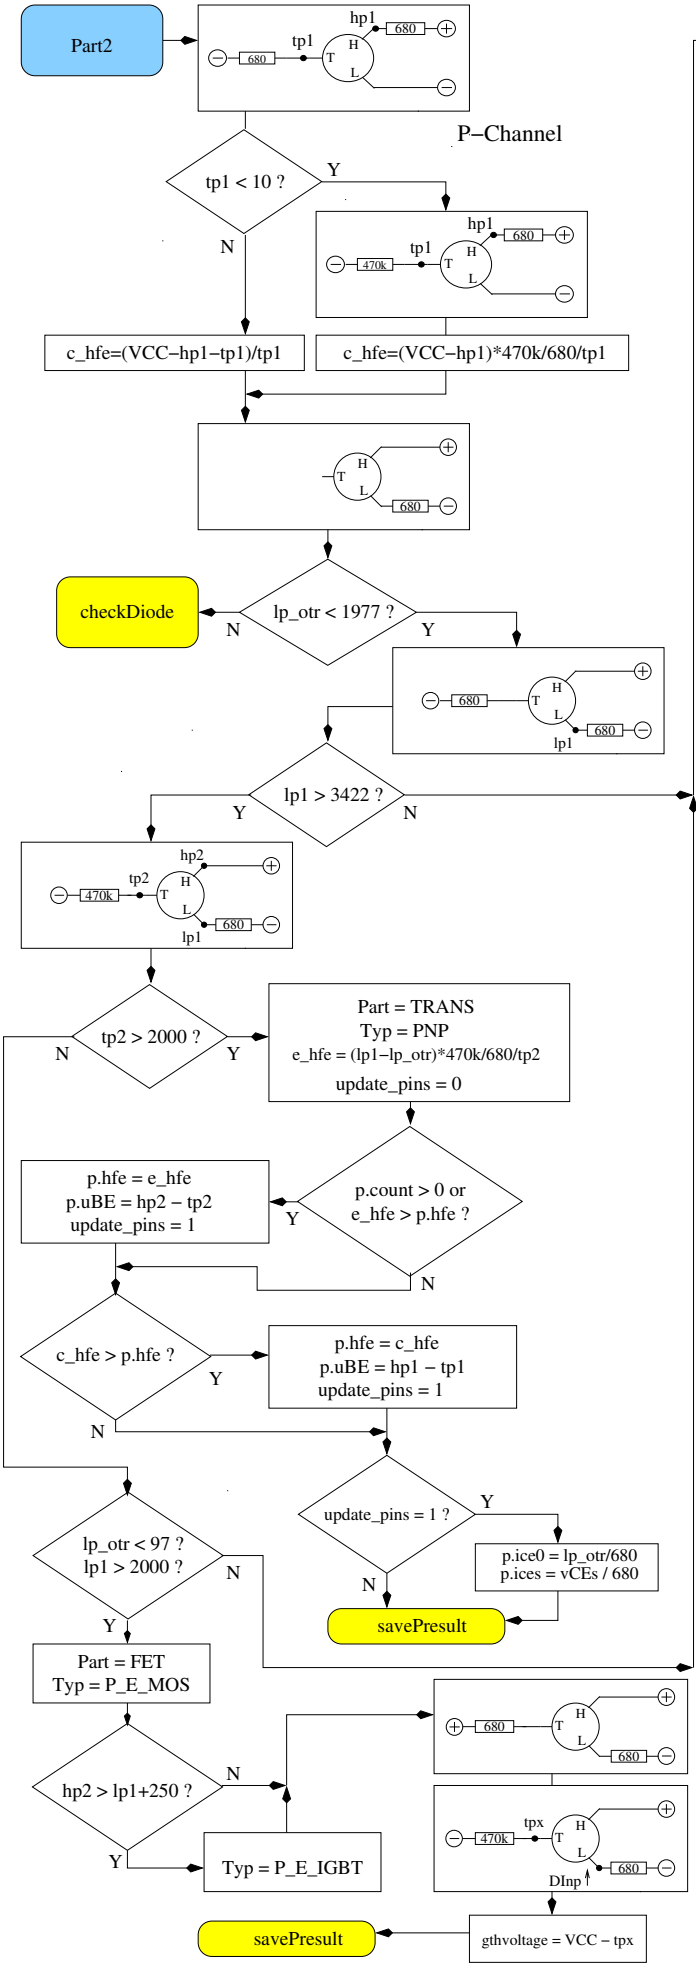 Part2
hp1
680
+
tp1
H
−
680
T
L
−
P−Channel
tp1 < 10 ?
Y
N
hp1
680
+
tp1
H
−
470k
T
L
−
c_hfe=(VCC−hp1−tp1)/tp1
c_hfe=(VCC−hp1)*470k/680/tp1
+
H
T
L
680
−
checkDiode
lp_otr < 1977 ?
N
Y
+
H
−
680
T
L
680
−
lp1
lp1 > 3422 ?
Y
N
hp2
+
tp2
H
−
470k
T
L
680
−
lp1
tp2 > 2000 ?
N
Y
Part = TRANS
Typ = PNP
e_hfe = (lp1−lp_otr)*470k/680/tp2
update_pins = 0
p.hfe = e_hfe
p.uBE = hp2 − tp2
update_pins = 1
p.count > 0 or
e_hfe > p.hfe ?
Y
N
c_hfe > p.hfe ?
Y
N
p.hfe = c_hfe
p.uBE = hp1 − tp1
update_pins = 1
update_pins = 1 ?
Y
N
p.ice0 = lp_otr/680
p.ices = vCEs / 680
savePresult
lp_otr < 97 ?
lp1 > 2000 ?
N
Y
Part = FET
Typ = P_E_MOS
hp2 > lp1+250 ?
N
Y
Typ = P_E_IGBT
+
H
+
680
T
L
680
−
+
tpx
H
−
470k
T
L
680
−
DInp
gthvoltage = VCC − tpx
savePresult